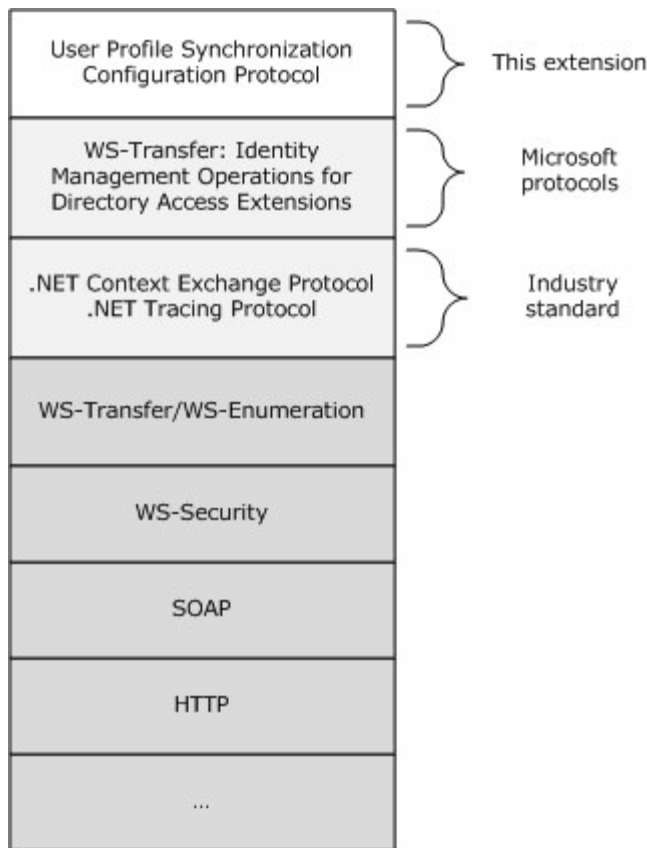 User Profile Synchronization
Configuration Protocol
This extension
WS-Transfer: Identity
Management Operations for
Directory Access Extensions
Microsoft
protocols
.NET Context Exchange Protocol
.NET Tracing Protocol
Industry
standard
WS-Transfer/WS-Enumeration
WS-Security
SOAP
HTTP
...